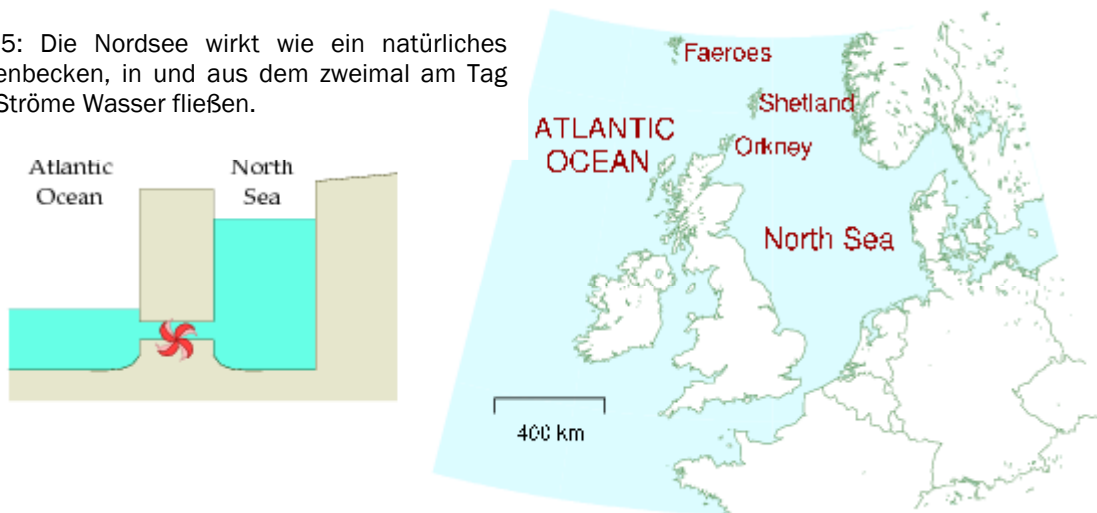 5: Die Nordsee wirkt wie ein natürliches
enbecken, in und aus dem zweimal am Tag
Ströme Wasser fließen.
Atlantic
Ocean
North
Sea
Faeroes
Shetland
Orkney
ATLANTIC
OCEAN
North Sea
400 km